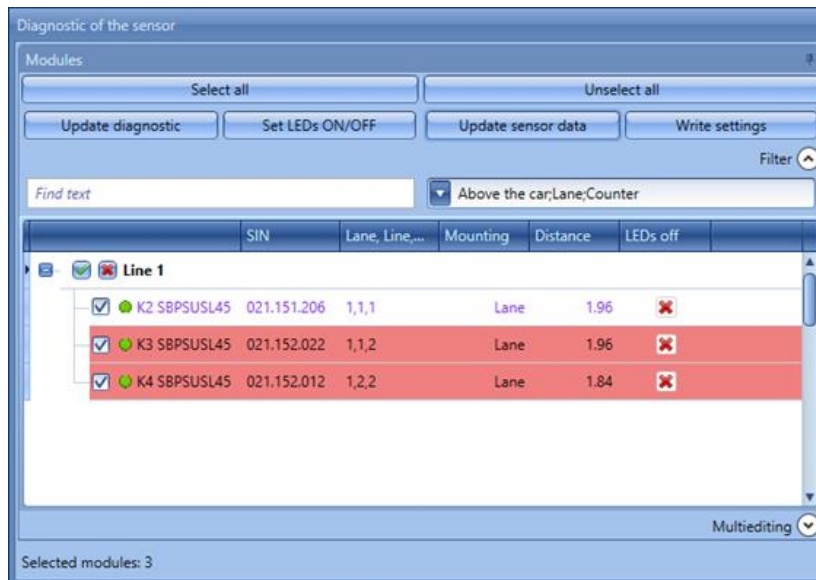 Diagnostic of the sensor
Modules
Select all Unselect all
Update diagnostic Set LEDs ON/OFF Update sensor data Write settings
Filter
Find text Above the car;Lane;Counter
SIN Lane, Line,... Mounting Distance LEDs off
Line 1
K2 SBPSUSL45 021.151.206 1,1,1 Lane 1.96
K3 SBPSUSL45 021.152.022 1,1,2 Lane 1.96
K4 SBPSUSL45 021.152.012 1,2,2 Lane 1.84
Multiediting
Selected modules: 3